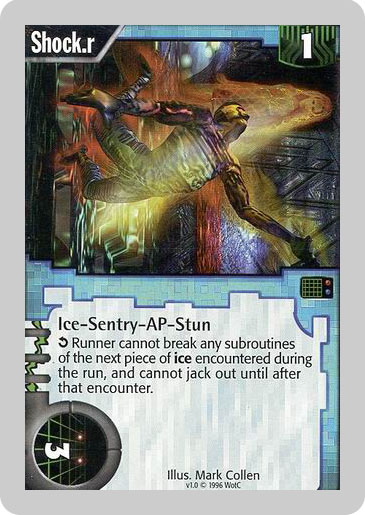 Shock.r
1
Ice-Sentry-AP-Stun
Runner cannot break any subroutines
of the next piece of ice encountered during
the run, and cannot jack out until after
that encounter.
3
Illus. Mark Collen
v1.0 © 1996 WotC